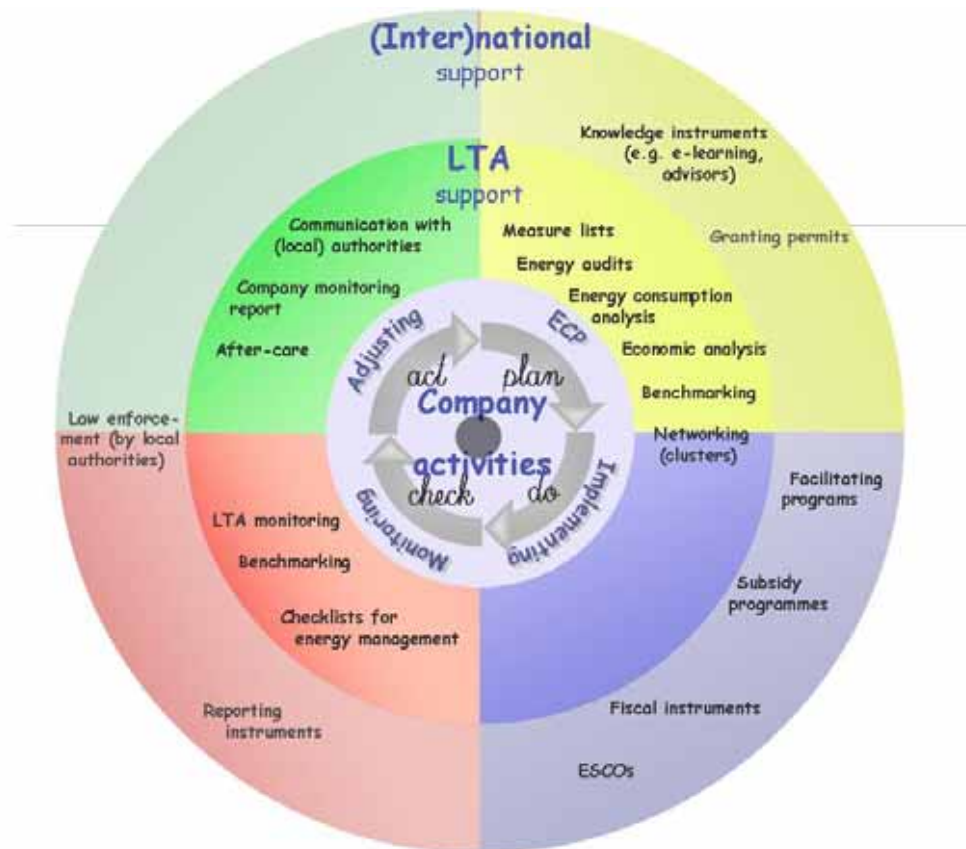 (Inter)national
support
Knowledge instruments
(e.g. e-learning,
advisors)
Granting permits
LTA
support
Communication with
(local) authorities
Company monitoring
report
After-care
Measure lists
Energy audits
Energy consumption
analysis
Economic analysis
Benchmarking
Networking
(clusters)
Adjusting
ECP
Implementing
Monitoring
act
plan
Company
activities
check
do
Law enforce-
ment (by local
authorities)
Facilitating
programs
LTA monitoring
Benchmarking
Checklists for
energy management
Subsidy
programmes
Reporting
instruments
Fiscal instruments
ESCOs